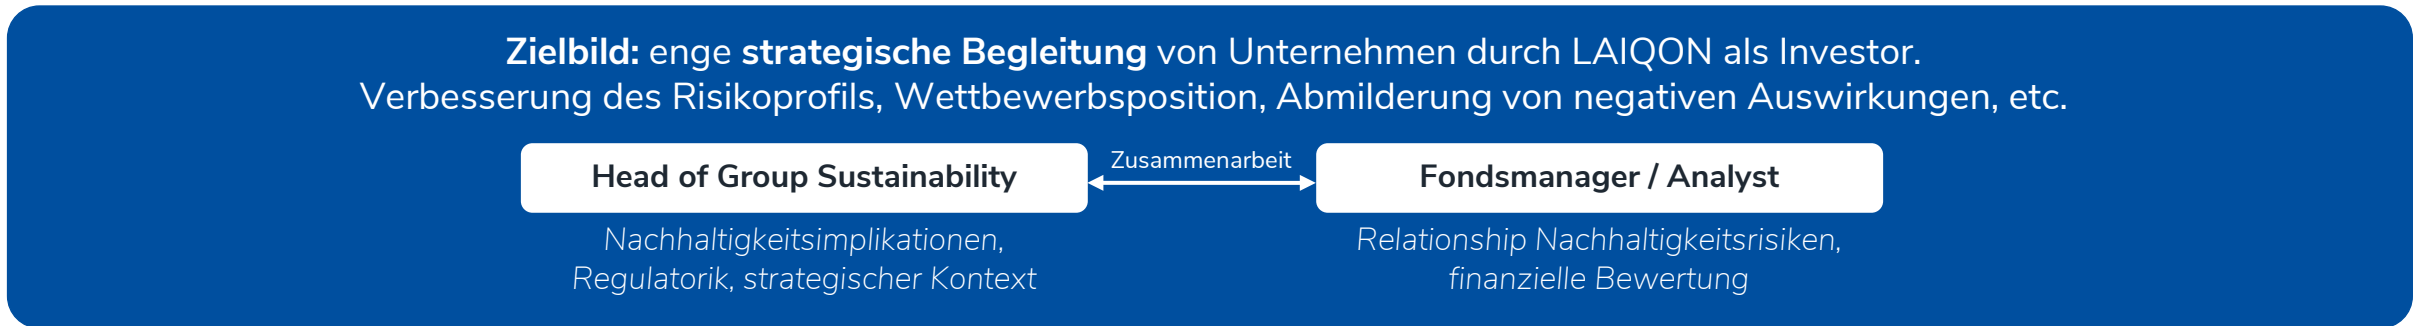 Zielbild: enge strategische Begleitung von Unternehmen durch LAIQON als Investor.
Verbesserung des Risikoprofils, Wettbewerbsposition, Abmilderung von negativen Auswirkungen, etc.
Head of Group Sustainability
Zusammenarbeit
Fondsmanager / Analyst
Nachhaltigkeitsimplikationen,
Regulatorik, strategischer Kontext
Relationship Nachhaltigkeitsrisiken,
finanzielle Bewertung